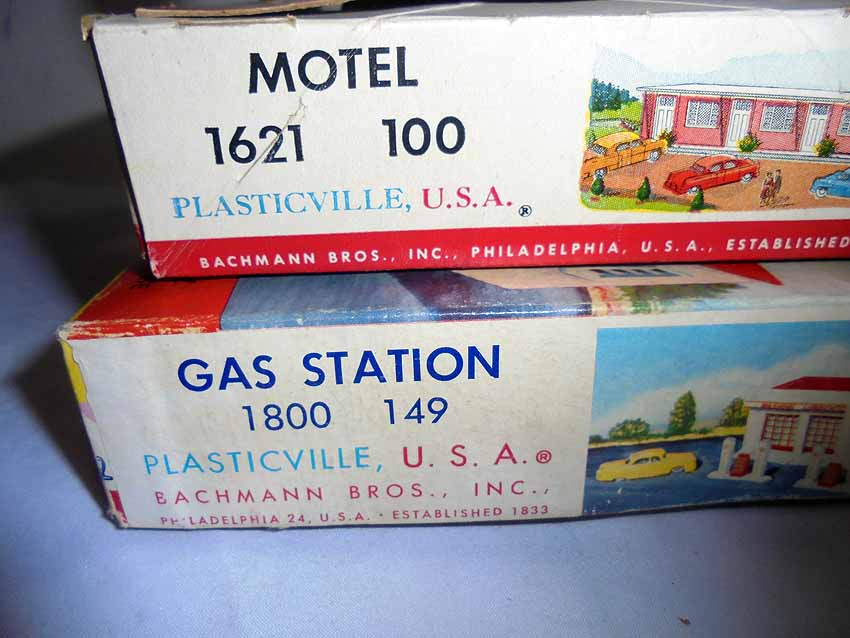 MOTEL
1621 100
PLASTICVILLE, U.S.A.®
BACHMANN BROS., INC., PHILADELPHIA, U.S.A., ESTABLISHED
GAS STATION
1800 149
PLASTICVILLE, U.S.A.®
BACHMANN BROS., INC.,
PHILADELPHIA 24, U.S.A. · ESTABLISHED 1833